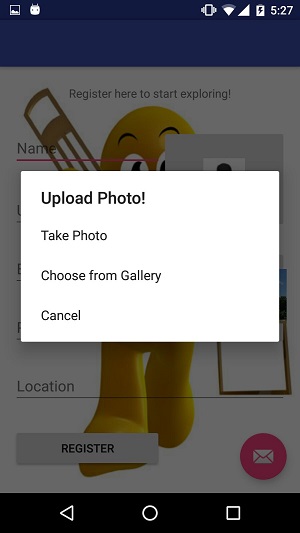 5:27
Register here to start exploring!
Name
Upload Photo!
Take Photo
Choose from Gallery
Cancel
Location
REGISTER